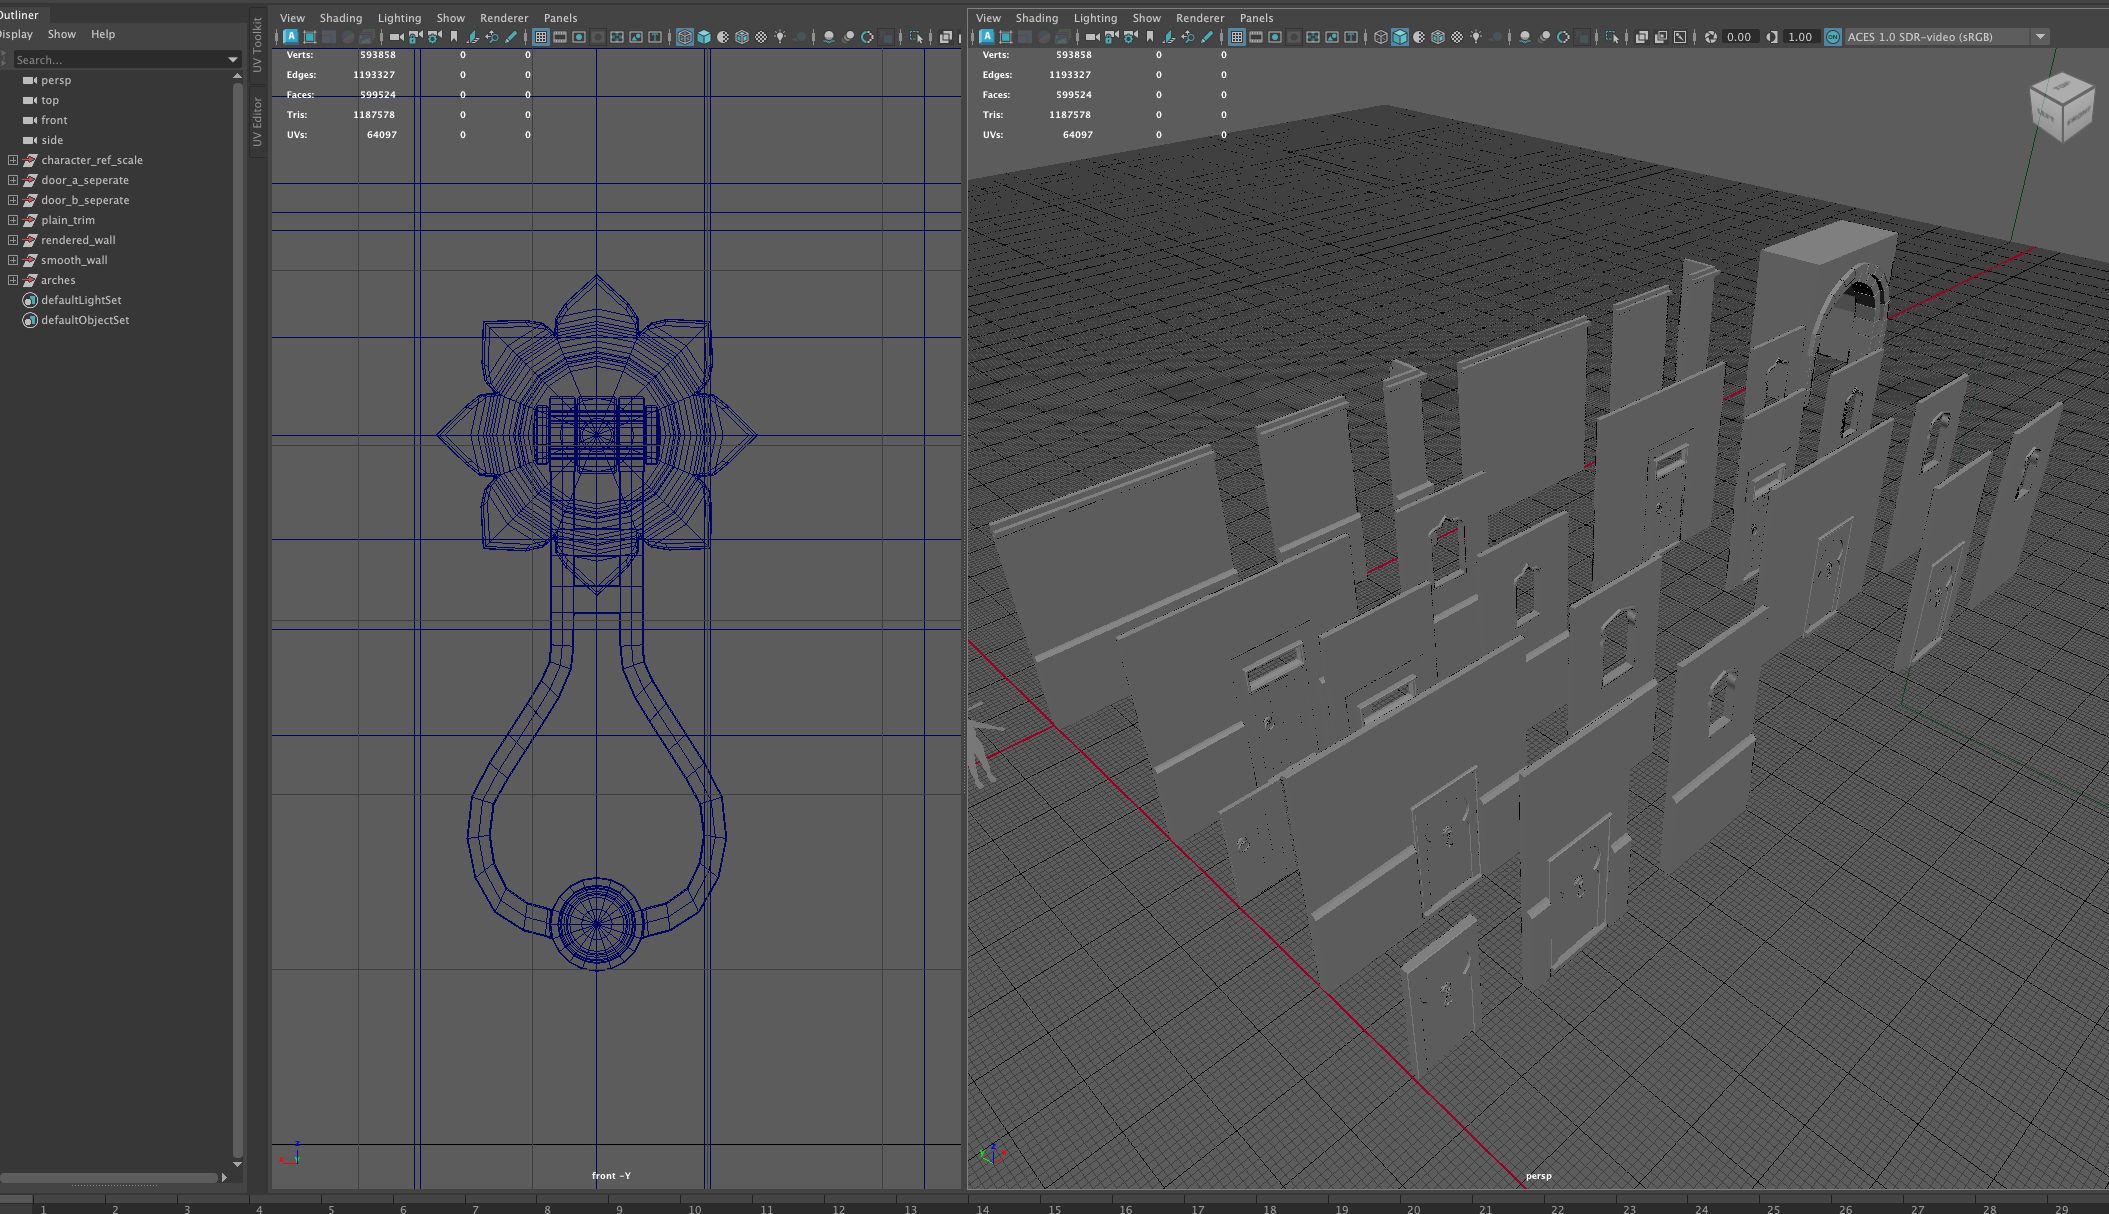 Outliner
Display Show Help
Search...
persp
top
front
side
character_ref_scale
door_a_seperate
door_b_seperate
plain_trim
rendered_wall
smooth_wall
arches
defaultLightSet
defaultObjectSet
UV Toolkit
UV Editor
View Shading Lighting Show Renderer Panels
Verts: 593858 0 0
Edges: 1193327 0 0
Faces: 599524 0 0
Tris: 1187578 0 0
UVs: 64097 0 0
front -Y
View Shading Lighting Show Renderer Panels
0.00 1.00 ON ACES 1.0 SDR-video (sRGB)
Verts: 593858 0 0
Edges: 1193327 0 0
Faces: 599524 0 0
Tris: 1187578 0 0
UVs: 64097 0 0
TOP
LEFT FRONT
persp
1 2 3 4 5 6 7 8 9 10 11 12 13 14 15 16 17 18 19 20 21 22 23 24 25 26 27 28 29